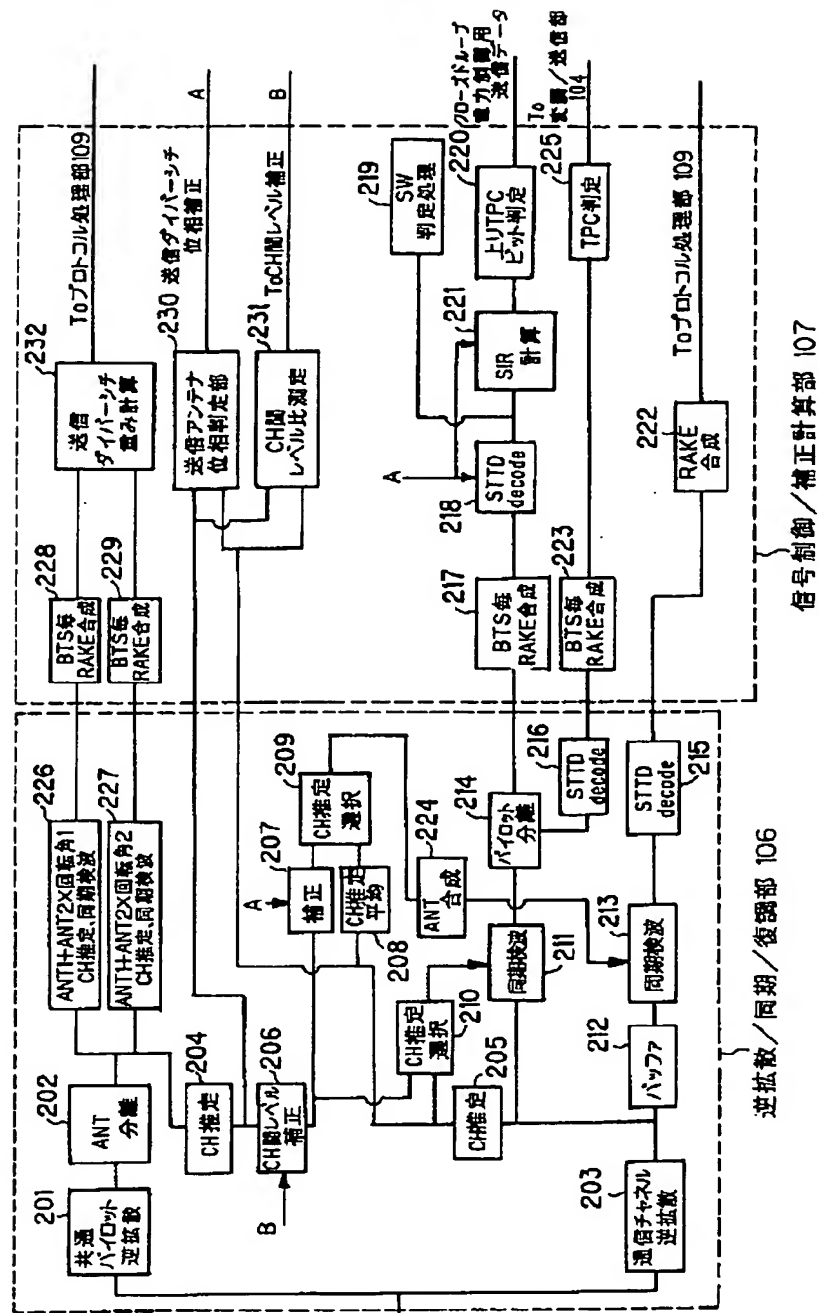 201
共通
パイロット
逆拡散
202
ANT
分離
226
ANT1+ANT2X回転角1
CH推定,同期検波
227
ANT1+ANT2X回転角2
CH推定,同期検波
204
CH推定
206
CH間レベル
補正
B
207
補正
A
208
CH推定
平均
209
CH推定
選択
210
CH推定
選択
205
CH推定
211
同期検波
224
ANT
合成
214
パイロット
分離
216
STTD
decode
203
通信チャネル
逆拡散
212
バッファ
213
同期検波
215
STTD
decode
逆拡散/同期/復調部 106
228
BTS毎
RAKE合成
229
BTS毎
RAKE合成
232
送信
ダイバーシチ
重み計算
Toプロトコル処理部109
230
送信アンテナ
位相判定部
送信ダイバーシチ
位相補正
A
231
CH間
レベル比測定
ToCH間レベル補正
B
217
BTS毎
RAKE合成
218
STTD
decode
A
219
SW
判定処理
221
SIR
計算
220
上りTPC
ビット判定
クローズドループ
電力制御用
送信データ
To
変調/送信部
104
223
BTS毎
RAKE合成
225
TPC判定
222
RAKE
合成
Toプロトコル処理部 109
信号制御/補正計算部 107